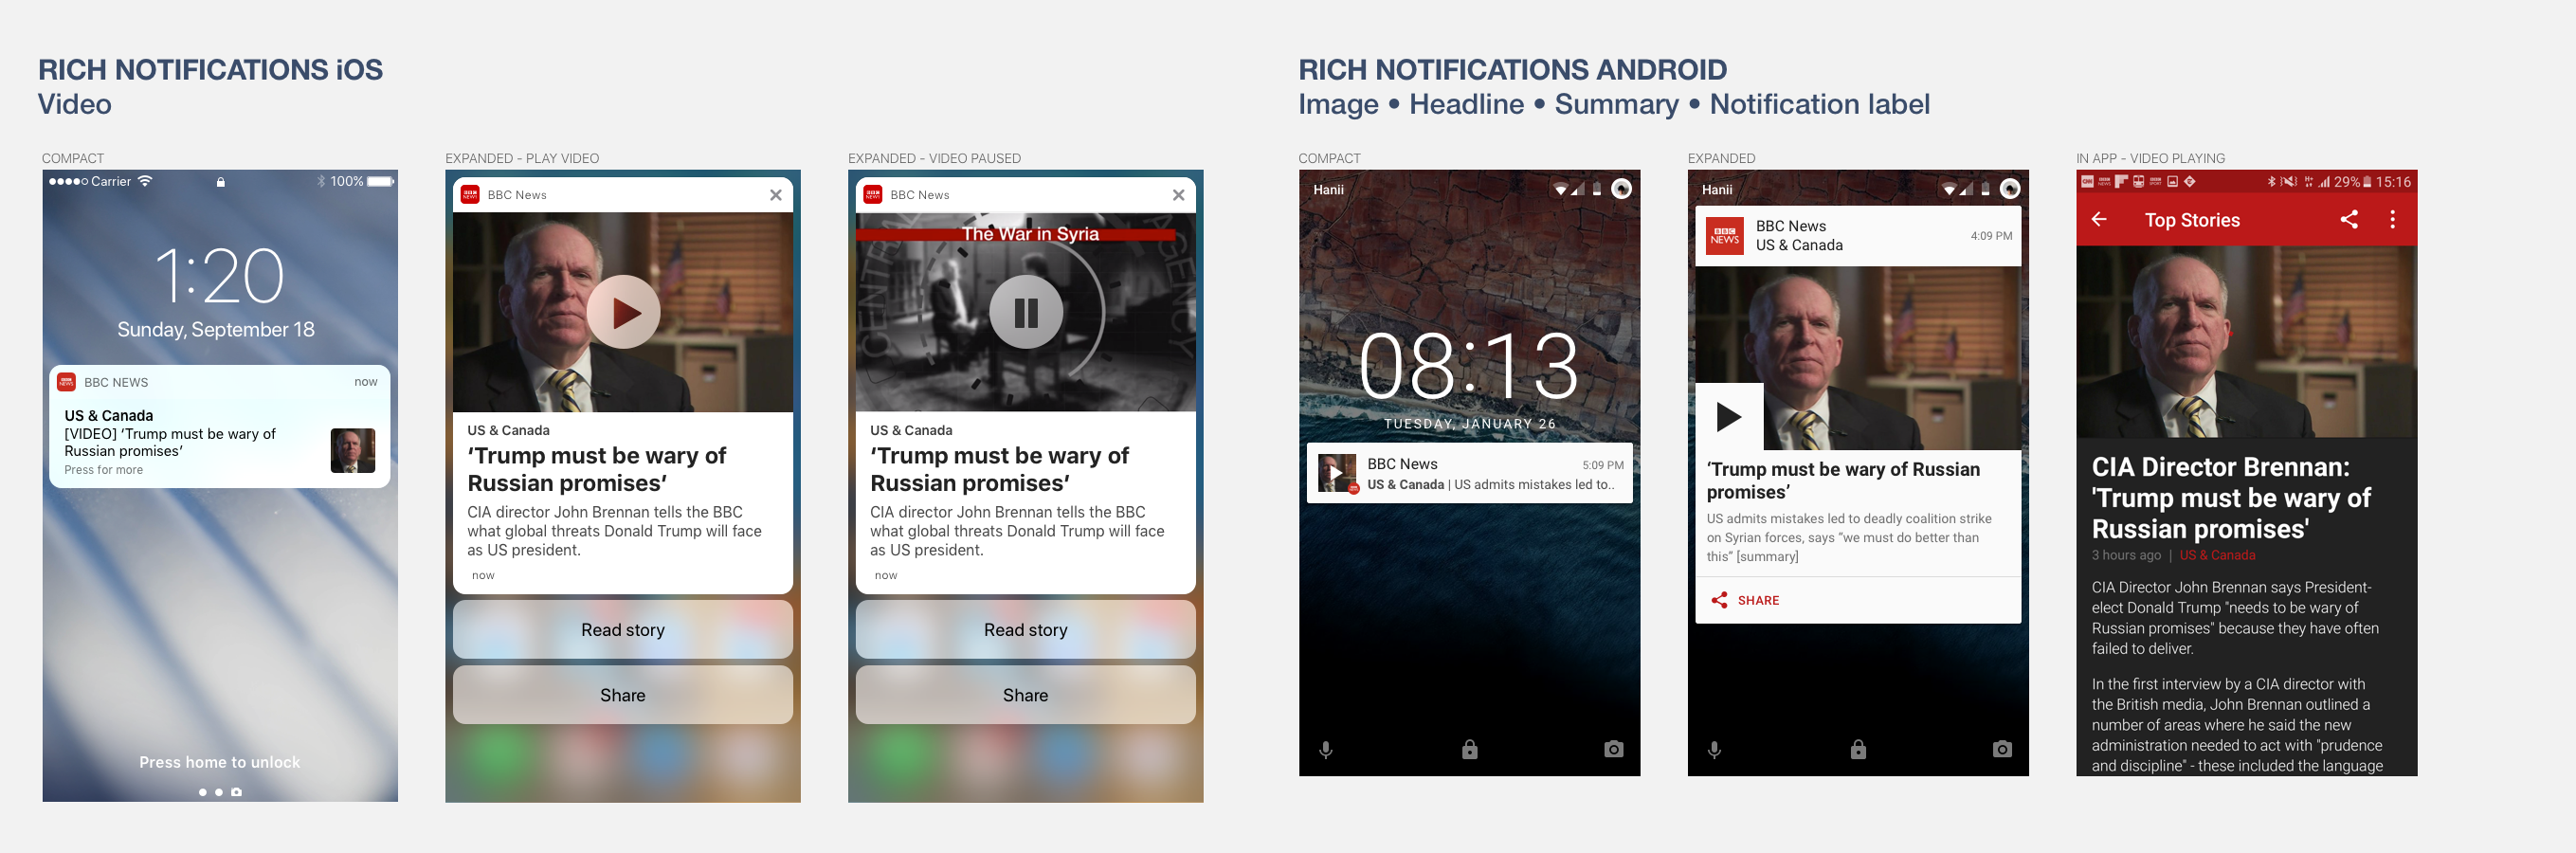 RICH NOTIFICATIONS iOS
Video
COMPACT
Carrier
100%
1:20
Sunday, September 18
BBC NEWS
now
US & Canada
[VIDEO] ‘Trump must be wary of
Russian promises’
Press for more
Press home to unlock
EXPANDED - PLAY VIDEO
BBC News
US & Canada
‘Trump must be wary of
Russian promises’
CIA director John Brennan tells the BBC
what global threats Donald Trump will face
as US president.
now
Read story
Share
EXPANDED - VIDEO PAUSED
BBC News
The War in Syria
CENTRAL
AGENCY
US & Canada
‘Trump must be wary of
Russian promises’
CIA director John Brennan tells the BBC
what global threats Donald Trump will face
as US president.
now
Read story
Share
RICH NOTIFICATIONS ANDROID
Image • Headline • Summary • Notification label
COMPACT
Hanii
08:13
TUESDAY, JANUARY 26
BBC News
5:09 PM
US & Canada | US admits mistakes led to..
EXPANDED
Hanii
BBC
NEWS
BBC News
US & Canada
4:09 PM
‘Trump must be wary of Russian
promises’
US admits mistakes led to deadly coalition strike
on Syrian forces, says “we must do better than
this” [summary]
SHARE
IN APP - VIDEO PLAYING
29%
15:16
Top Stories
CIA Director Brennan:
'Trump must be wary of
Russian promises'
3 hours ago | US & Canada
CIA Director John Brennan says President-
elect Donald Trump "needs to be wary of
Russian promises" because they have often
failed to deliver.
In the first interview by a CIA director with
the British media, John Brennan outlined a
number of areas where he said the new
administration needed to act with "prudence
and discipline" - these included the language